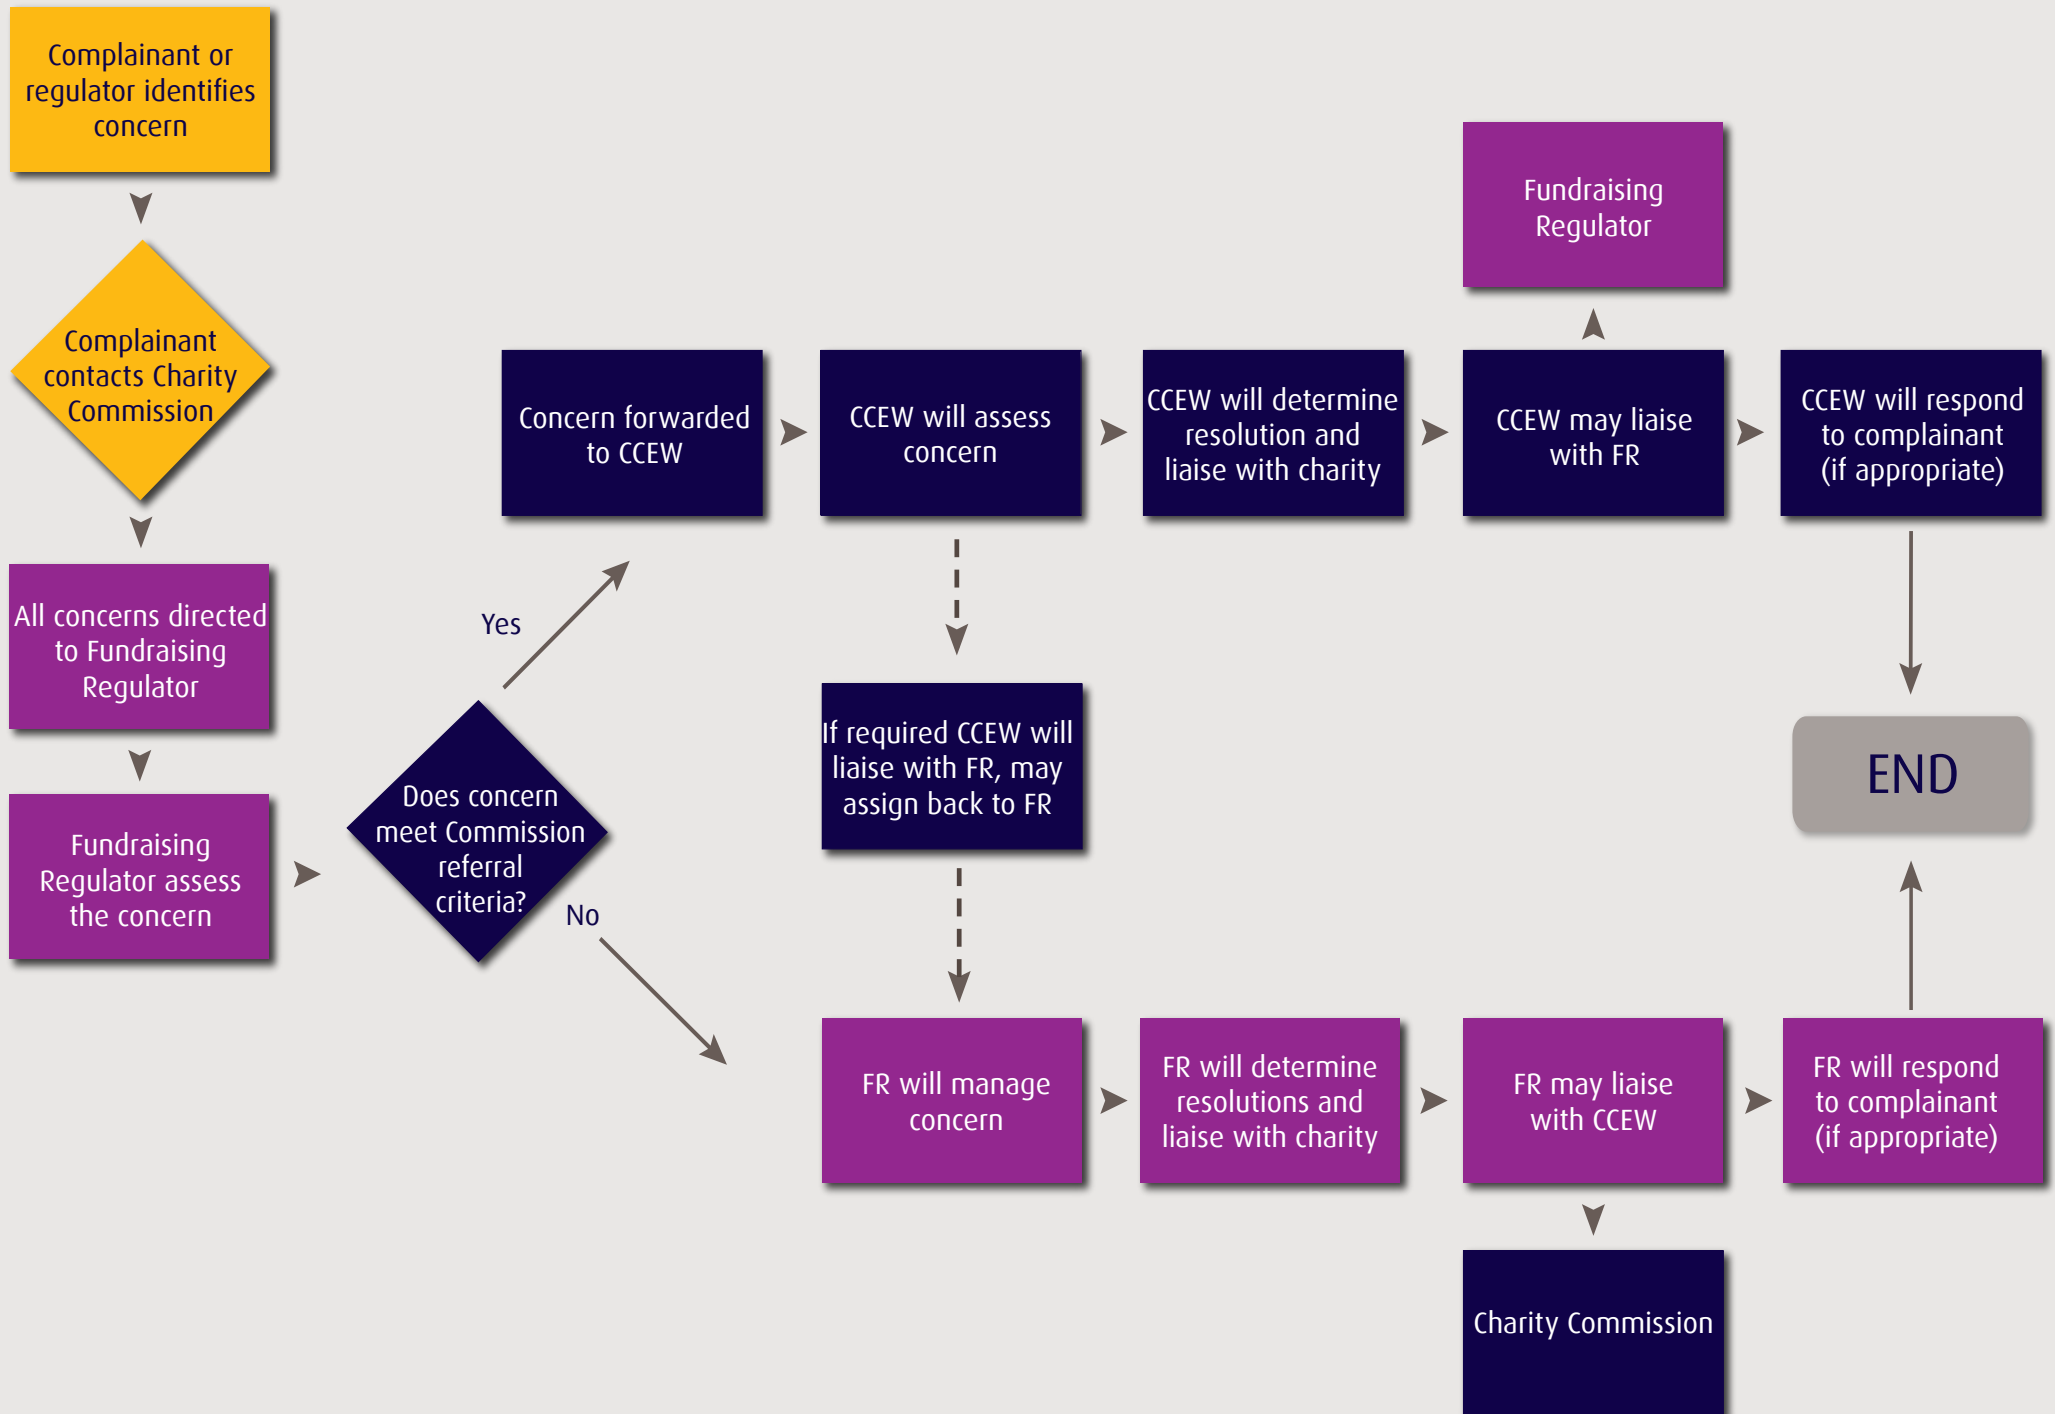 Complainant or
regulator identifies
concern
Complainant
contacts Charity
Commission
All concerns directed
to Fundraising
Regulator
Fundraising
Regulator assess
the concern
Does concern
meet Commission
referral
criteria?
Yes
No
Concern forwarded
to CCEW
CCEW will assess
concern
CCEW will determine
resolution and
liaise with charity
CCEW may liaise
with FR
Fundraising
Regulator
CCEW will respond
to complainant
(if appropriate)
If required CCEW will
liaise with FR, may
assign back to FR
END
FR will manage
concern
FR will determine
resolutions and
liaise with charity
FR may liaise
with CCEW
FR will respond
to complainant
(if appropriate)
Charity Commission